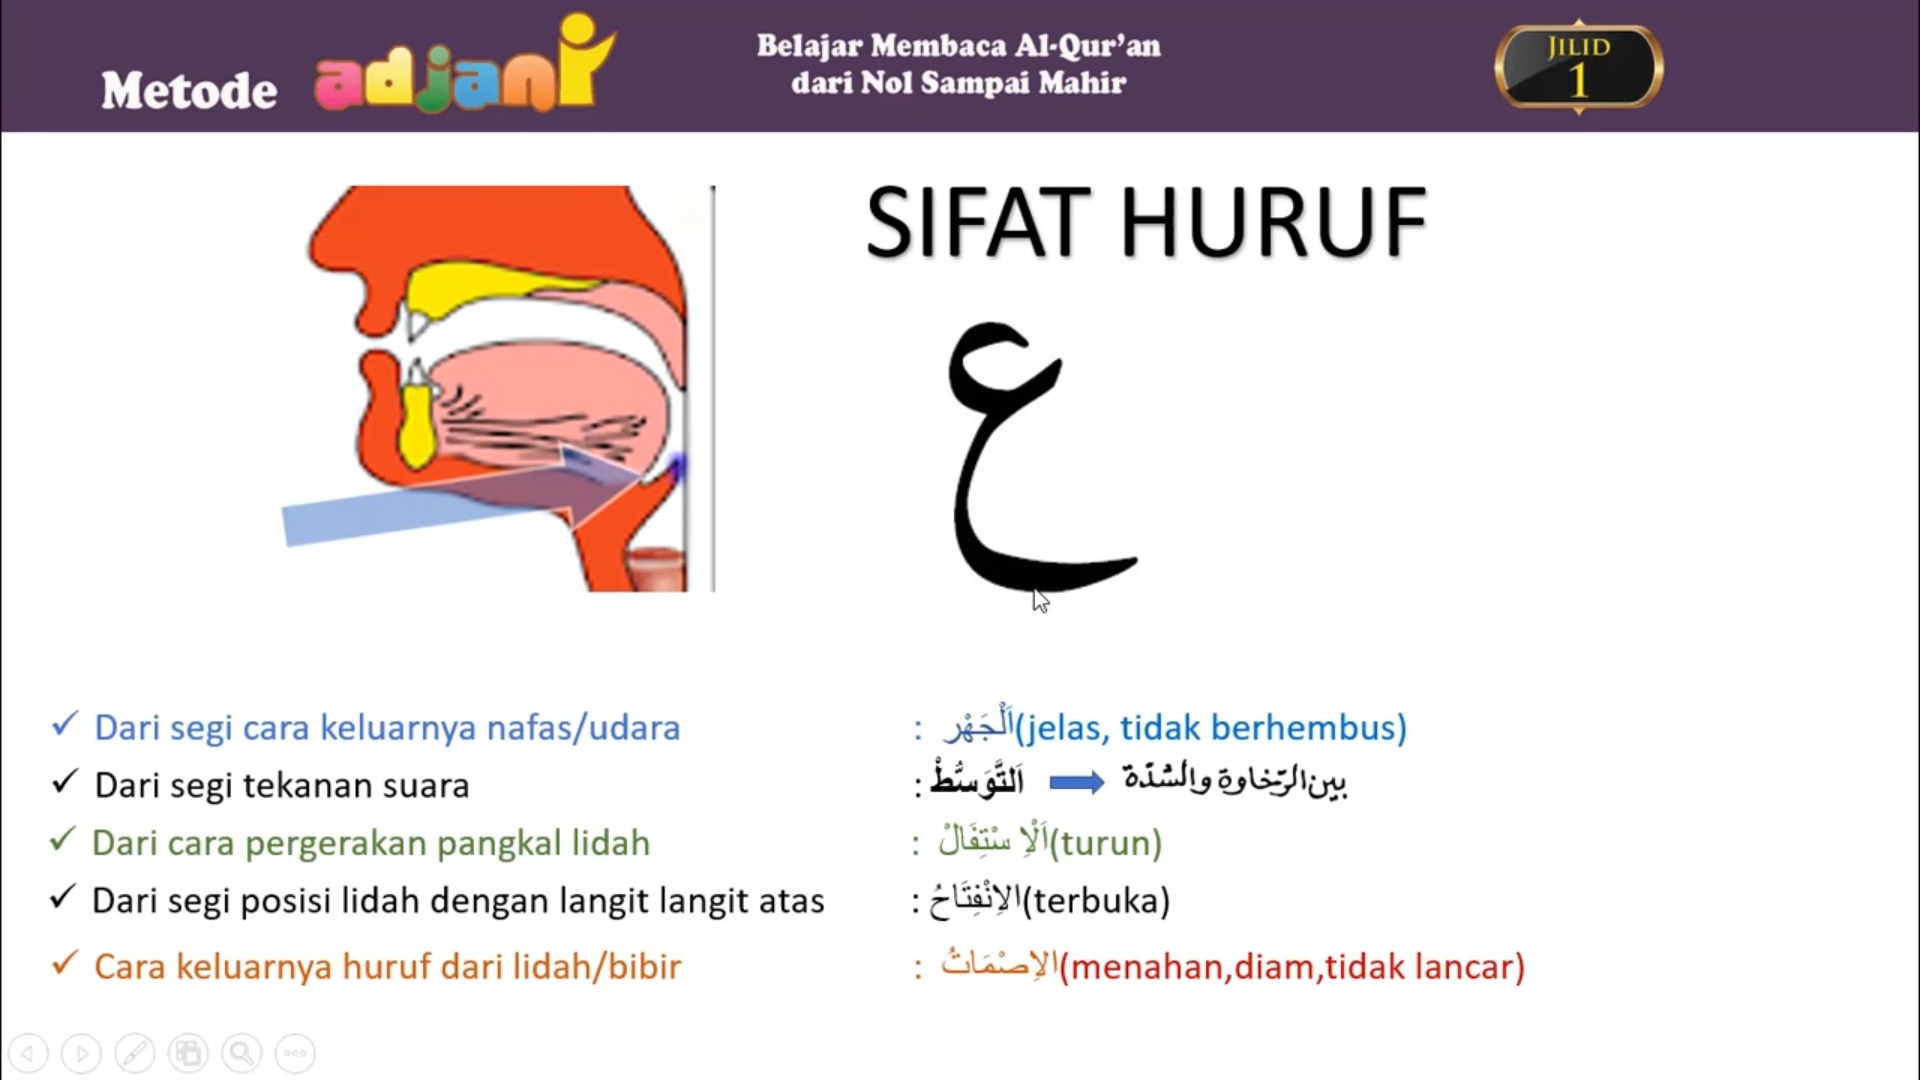 Metode adjani
Belajar Membaca Al-Qur’an
dari Nol Sampai Mahir
JILID
1
SIFAT HURUF
ع
✓ Dari segi cara keluarnya nafas/udara : اَلْجَهْر(jelas, tidak berhembus)
✓ Dari segi tekanan suara : اَلتَّوَسُّطْ ➡ بين الرّخاوة والشدّة
✓ Dari cara pergerakan pangkal lidah : اَلْاِ سْتِفَالْ(turun)
✓ Dari segi posisi lidah dengan langit langit atas : الاِنْفِتَاحُ(terbuka)
✓ Cara keluarnya huruf dari lidah/bibir : الاِصْمَاتُ(menahan,diam,tidak lancar)